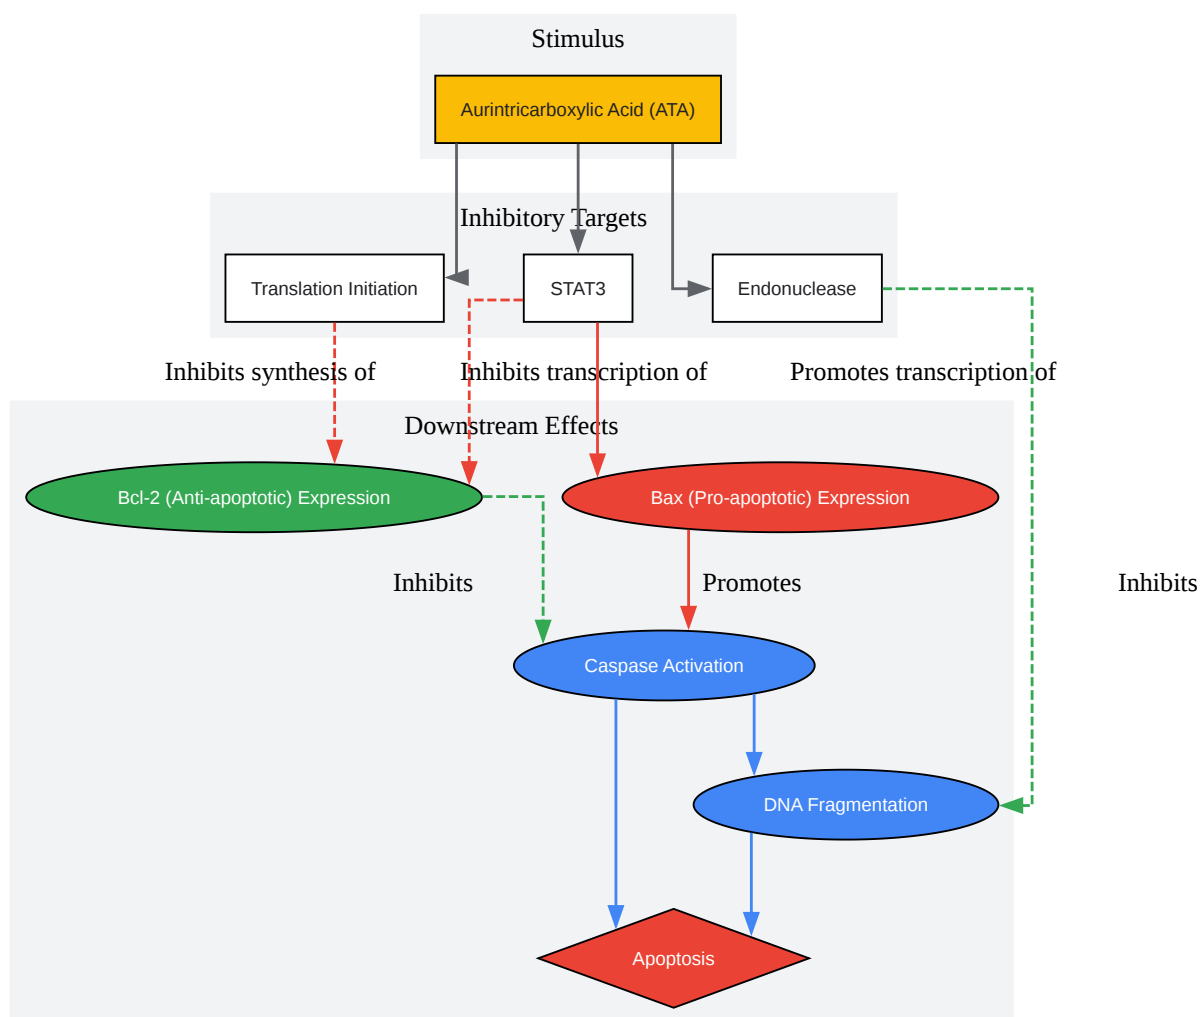 Stimulus
Aurintricarboxylic Acid (ATA)
Inhibitory Targets
Translation Initiation
STAT3
Endonuclease
Inhibits synthesis of
Inhibits transcription of
Promotes transcription of
Downstream Effects
Bcl-2 (Anti-apoptotic) Expression
Bax (Pro-apoptotic) Expression
Inhibits
Promotes
Inhibits
Caspase Activation
DNA Fragmentation
Apoptosis